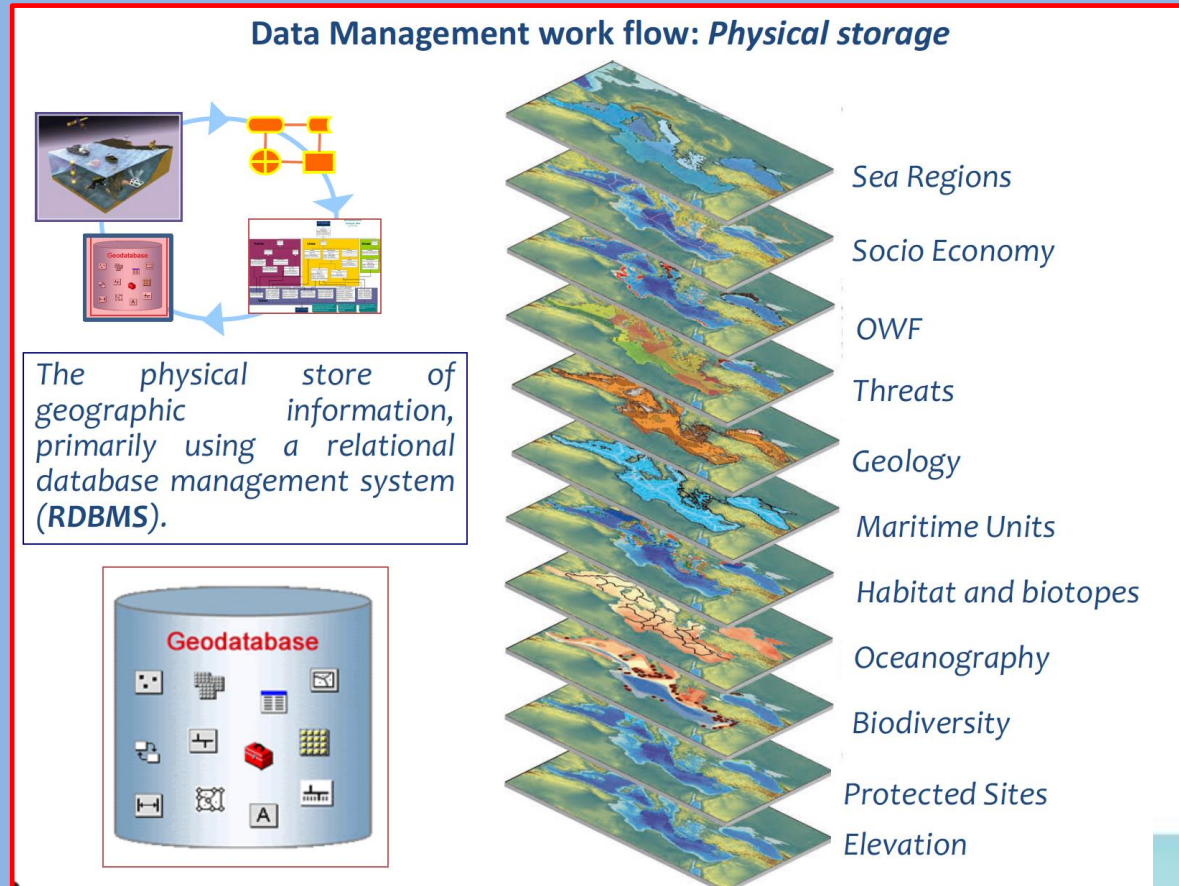 Data Management work flow: Physical storage
Geodatabase
The physical store of
geographic information,
primarily using a relational
database management system
(RDBMS).
Geodatabase
A
Sea Regions
Socio Economy
OWF
Threats
Geology
Maritime Units
Habitat and biotopes
Oceanography
Biodiversity
Protected Sites
Elevation